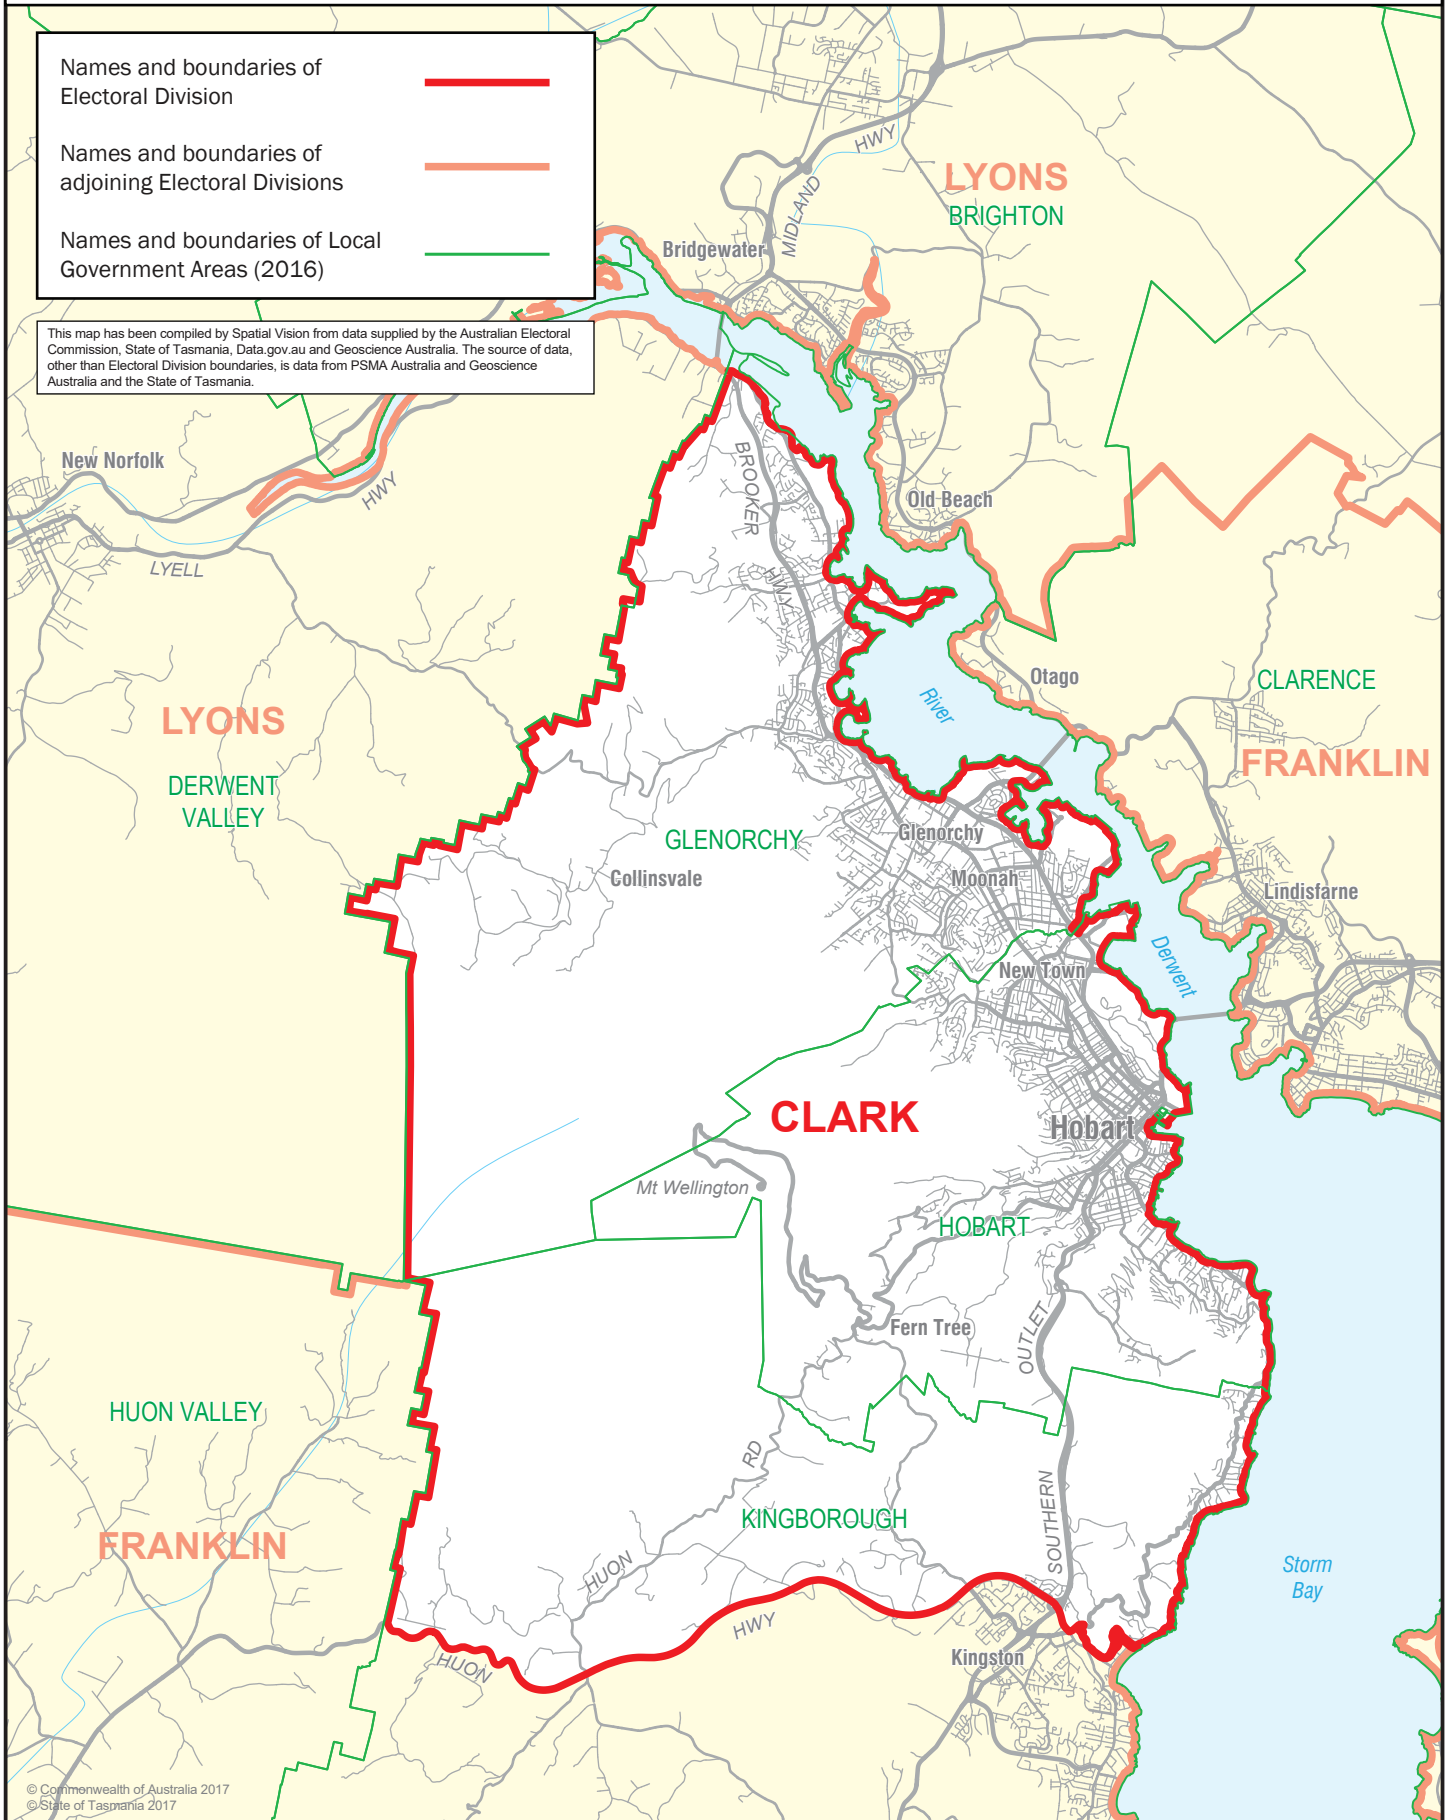 Names and boundaries of
Electoral Division
Names and boundaries of
adjoining Electoral Divisions
Names and boundaries of Local
Government Areas (2016)
This map has been compiled by Spatial Vision from data supplied by the Australian Electoral
Commission, State of Tasmania, Data.gov.au and Geoscience Australia. The source of data,
other than Electoral Division boundaries, is data from PSMA Australia and Geoscience
Australia and the State of Tasmania.
HWY
MIDLAND
LYONS
BRIGHTON
Bridgewater
New Norfolk
HWY
LYELL
BROOKER
HWY
Old Beach
Otago
CLARENCE
River
LYONS
FRANKLIN
DERWENT
VALLEY
GLENORCHY
Glenorchy
Collinsvale
Moonah
Lindisfarne
New Town
Derwent
CLARK
Hobart
Mt Wellington
HOBART
Fern Tree
OUTLET
HUON VALLEY
RD
KINGBOROUGH
SOUTHERN
FRANKLIN
HUON
Storm
Bay
HWY
HUON
Kingston
© Commonwealth of Australia 2017
© State of Tasmania 2017